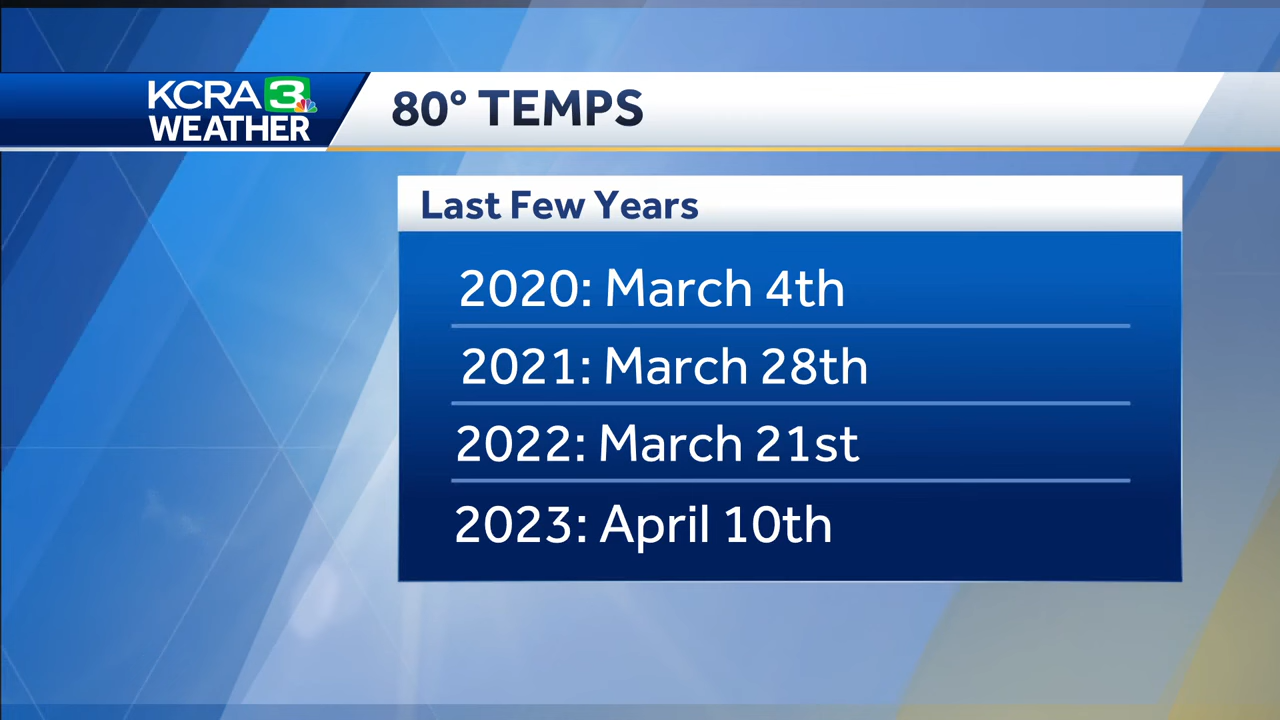 KCRA 3
WEATHER
80° TEMPS
Last Few Years
2020: March 4th
2021: March 28th
2022: March 21st
2023: April 10th